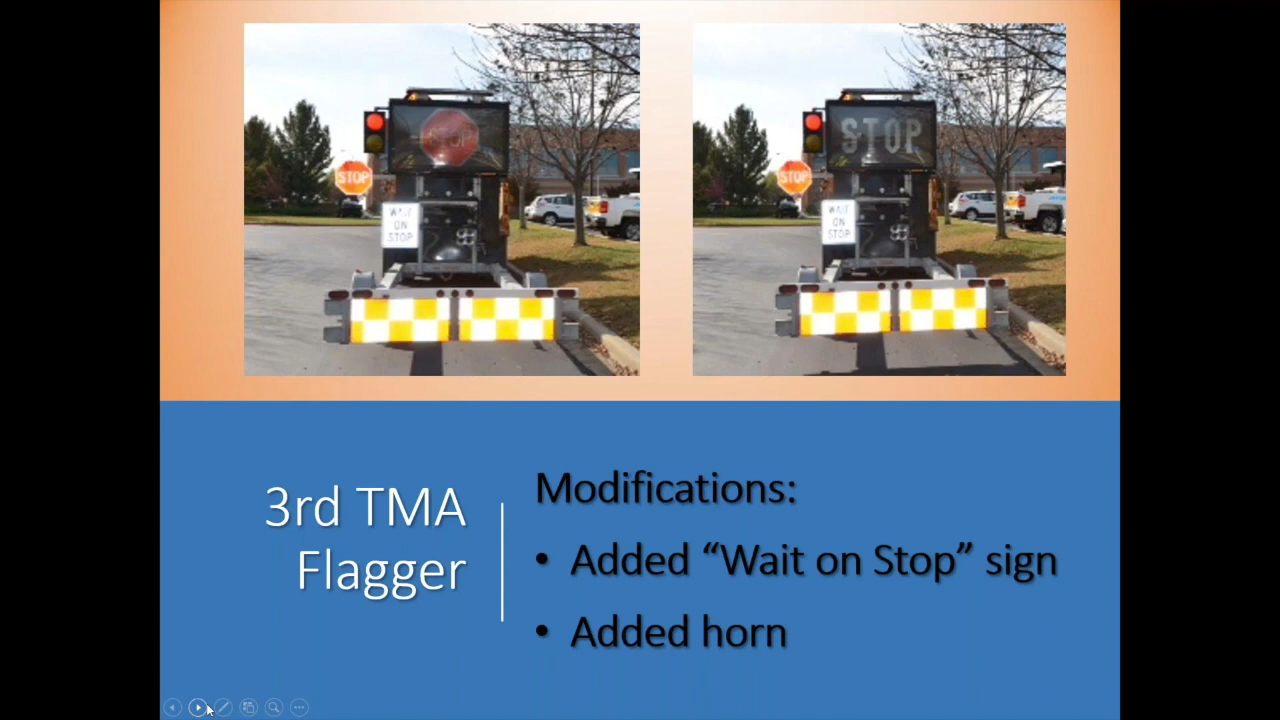 STOP
STOP
WAIT
ON
STOP
STOP
STOP
WAIT
ON
STOP
3rd TMA
Flagger
Modifications:
• Added “Wait on Stop” sign
• Added horn